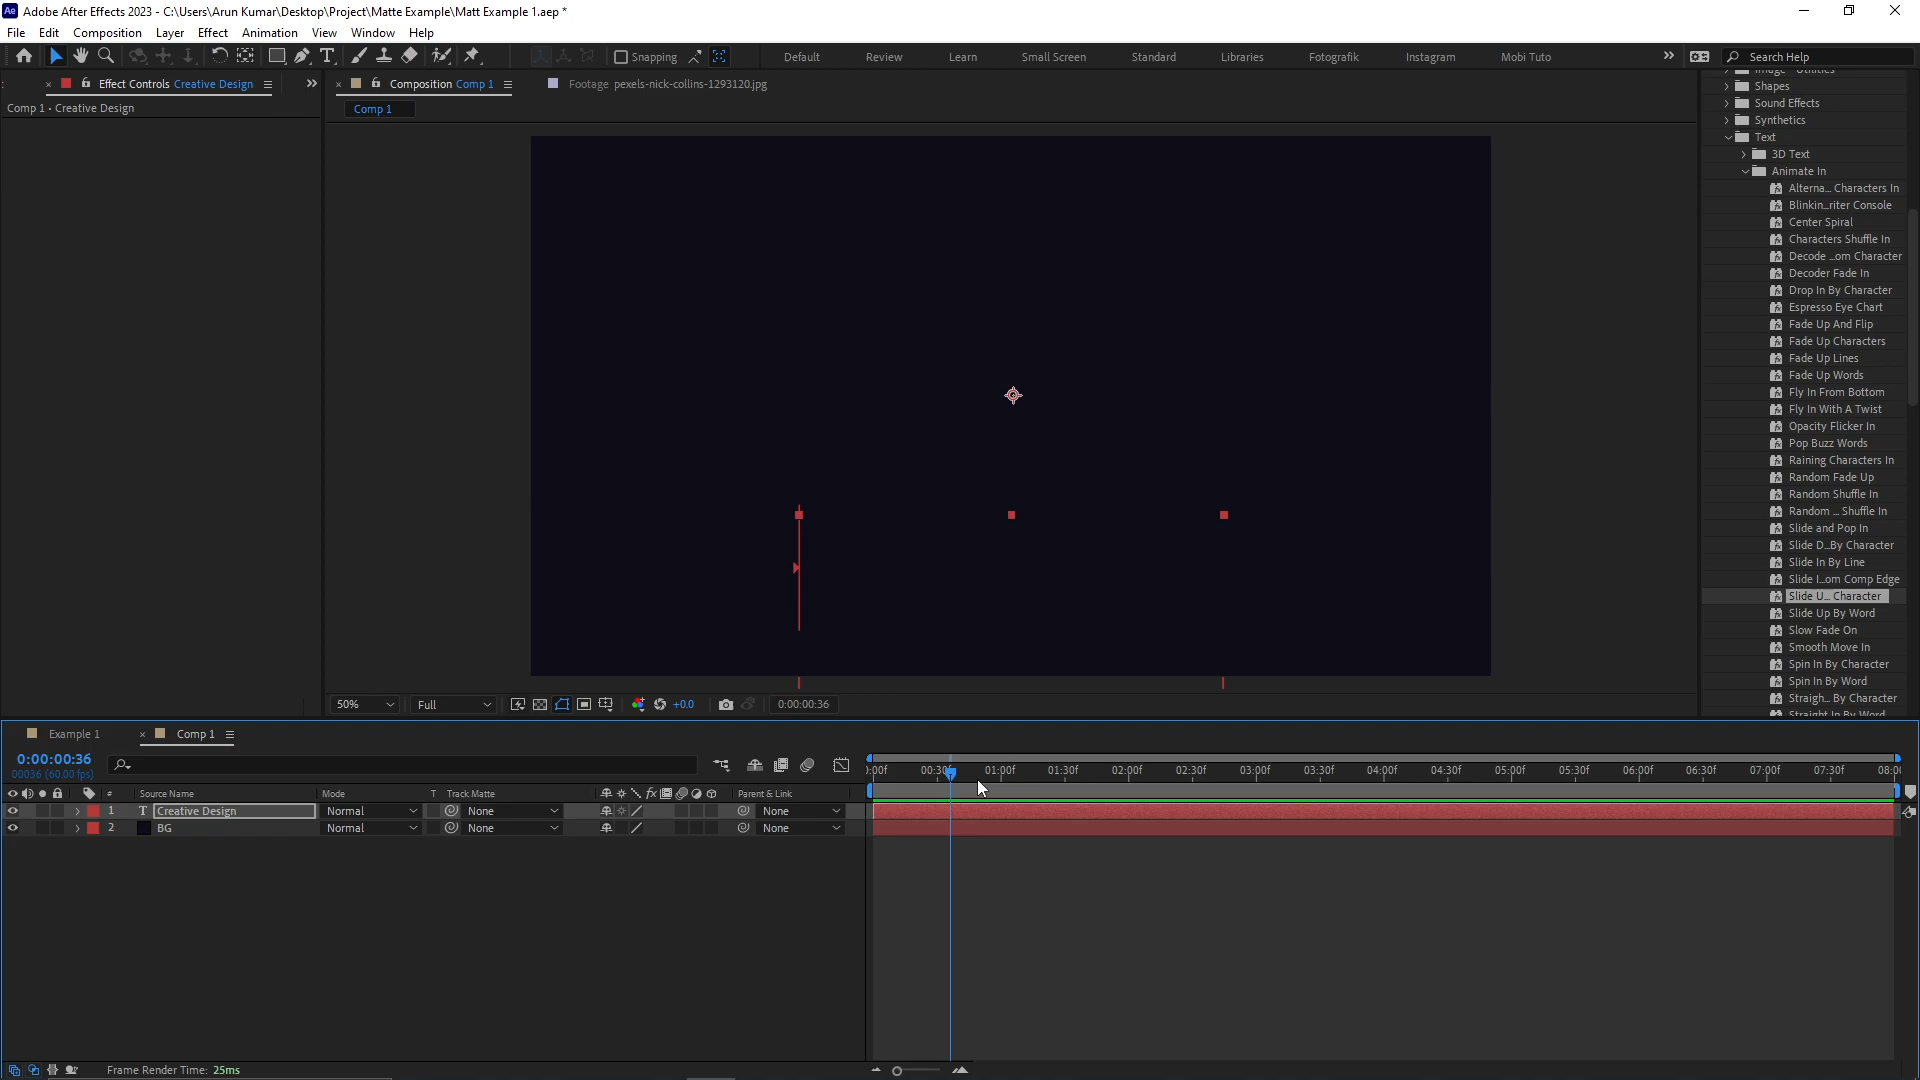 Adobe After Effects 2023 - C:\Users\Arun Kumar\Desktop\Project\Matte Example\Matt Example 1.aep *
File Edit Composition Layer Effect Animation View Window Help
Snapping Default Review Learn Small Screen Standard Libraries Fotografik Instagram Mobi Tuto Search Help
Effect Controls Creative Design
Composition Comp 1
Footage pexels-nick-collins-1293120.jpg
Comp 1 • Creative Design
Comp 1
Image - Utilities
Shapes
Sound Effects
Synthetics
Text
3D Text
Animate In
Alterna... Characters In
Blinkin...riter Console
Center Spiral
Characters Shuffle In
Decode ...om Character
Decoder Fade In
Drop In By Character
Espresso Eye Chart
Fade Up And Flip
Fade Up Characters
Fade Up Lines
Fade Up Words
Fly In From Bottom
Fly In With A Twist
Opacity Flicker In
Pop Buzz Words
Raining Characters In
Random Fade Up
Random Shuffle In
Random ... Shuffle In
Slide and Pop In
Slide D...By Character
Slide In By Line
Slide I...om Comp Edge
Slide U... Character
Slide Up By Word
Slow Fade On
Smooth Move In
Spin In By Character
Spin In By Word
Straigh... By Character
Straight In By Word
50% Full +0.0 0:00:00:36
Example 1 Comp 1
0:00:00:36
00036 (60.00 fps)
:00f 00:30f 01:00f 01:30f 02:00f 02:30f 03:00f 03:30f 04:00f 04:30f 05:00f 05:30f 06:00f 06:30f 07:00f 07:30f 08:00
# Source Name Mode T Track Matte fx Parent & Link
1 T Creative Design Normal None None
2 BG Normal None None
Frame Render Time: 25ms